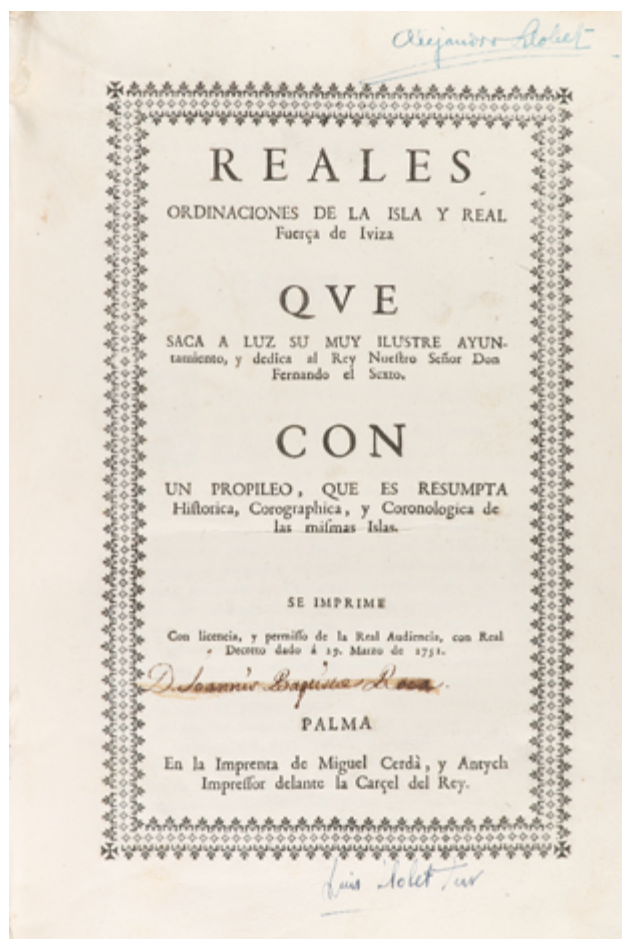 Alejandro Llobet
REALES
ORDINACIONES DE LA ISLA Y REAL
Fuerça de Iviza
QVE
SACA A LUZ SU MUY ILUSTRE AYUN-
tamiento, y dedica al Rey Nueſtro Señor Don
Fernando el Sexto.
CON
UN PROPILEO, QUE ES RESUMPTA
Hiſtorica, Corographica, y Coronologica de
las miſmas Islas.
SE IMPRIME
Con licencia, y permiſſo de la Real Audiencia, con Real
Decreto dado á 19. Marzo de 1751.
D. Joannis Baptista Roca.
PALMA
En la Imprenta de Miguel Cerdà, y Antych
Impreſſor delante la Carçel del Rey.
Luis Llobet Tur